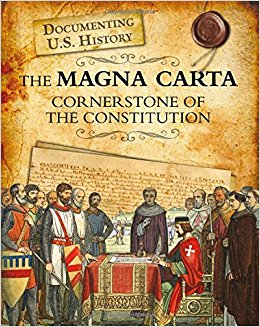 DOCUMENTING
U.S. HISTORY
THE MAGNA CARTA
CORNERSTONE OF
THE CONSTITUTION